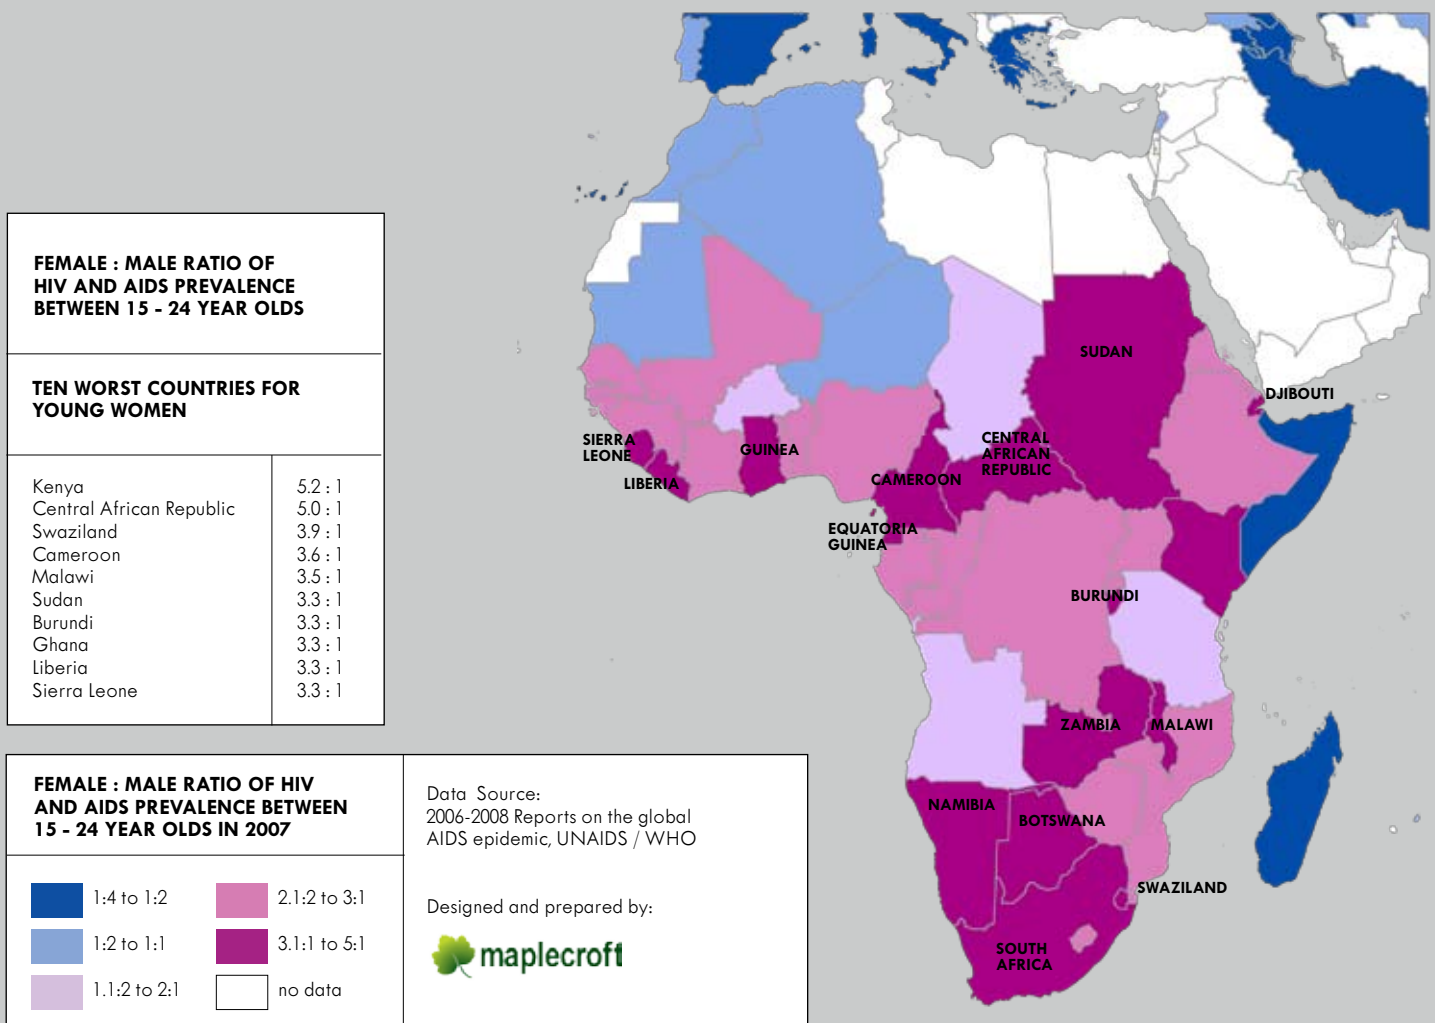 FEMALE : MALE RATIO OF
HIV AND AIDS PREVALENCE
BETWEEN 15 - 24 YEAR OLDS
TEN WORST COUNTRIES FOR
YOUNG WOMEN
Kenya 5.2 : 1
Central African Republic 5.0 : 1
Swaziland 3.9 : 1
Cameroon 3.6 : 1
Malawi 3.5 : 1
Sudan 3.3 : 1
Burundi 3.3 : 1
Ghana 3.3 : 1
Liberia 3.3 : 1
Sierra Leone 3.3 : 1
FEMALE : MALE RATIO OF HIV
AND AIDS PREVALENCE BETWEEN
15 - 24 YEAR OLDS IN 2007
1:4 to 1:2
1:2 to 1:1
1.1:2 to 2:1
2.1:2 to 3:1
3.1:1 to 5:1
no data
Data Source:
2006-2008 Reports on the global
AIDS epidemic, UNAIDS / WHO
Designed and prepared by:
maplecroft
SUDAN
DJIBOUTI
SIERRA
LEONE
GUINEA
LIBERIA
CENTRAL
AFRICAN
REPUBLIC
CAMEROON
EQUATORIA
GUINEA
BURUNDI
ZAMBIA
MALAWI
NAMIBIA
BOTSWANA
SWAZILAND
SOUTH
AFRICA